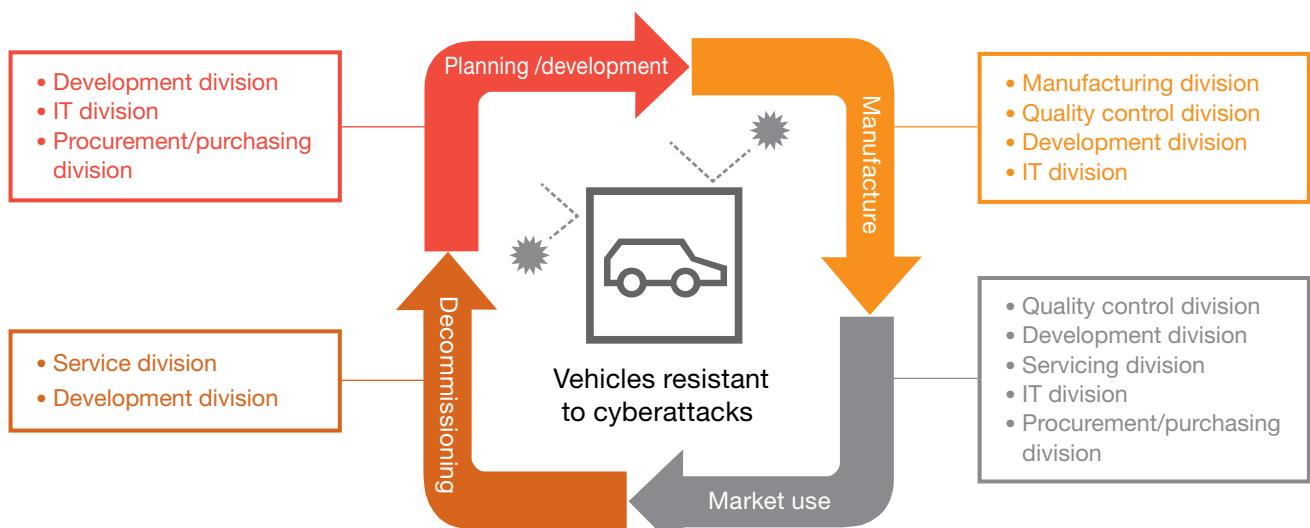 Planning /development
• Development division
• IT division
• Procurement/purchasing
division
Manufacture
• Manufacturing division
• Quality control division
• Development division
• IT division
Market use
• Quality control division
• Development division
• Servicing division
• IT division
• Procurement/purchasing
division
Decommissioning
• Service division
• Development division
Vehicles resistant
to cyberattacks